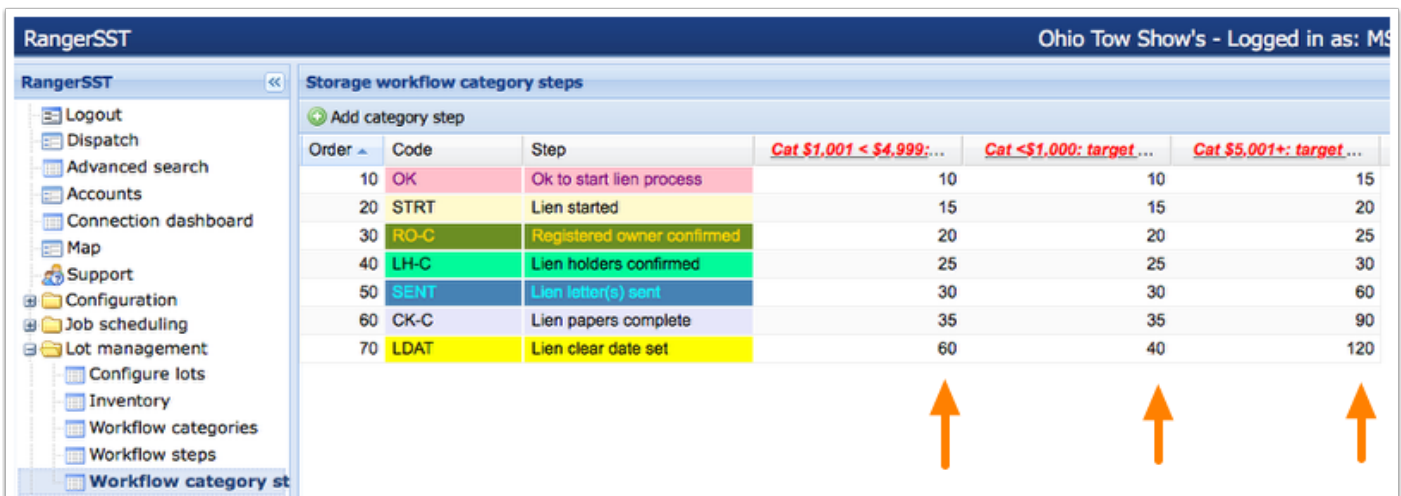 RangerSST Ohio Tow Show's - Logged in as: MS
RangerSST
Logout
Dispatch
Advanced search
Accounts
Connection dashboard
Map
Support
Configuration
Job scheduling
Lot management
Configure lots
Inventory
Workflow categories
Workflow steps
Workflow category st
Storage workflow category steps
Add category step
Order Code Step Cat $1,001 < $4,999:... Cat <$1,000: target ... Cat $5,001+: target ...
10 OK Ok to start lien process 10 10 15
20 STRT Lien started 15 15 20
30 RO-C Registered owner confirmed 20 20 25
40 LH-C Lien holders confirmed 25 25 30
50 SENT Lien letter(s) sent 30 30 60
60 CK-C Lien papers complete 35 35 90
70 LDAT Lien clear date set 60 40 120